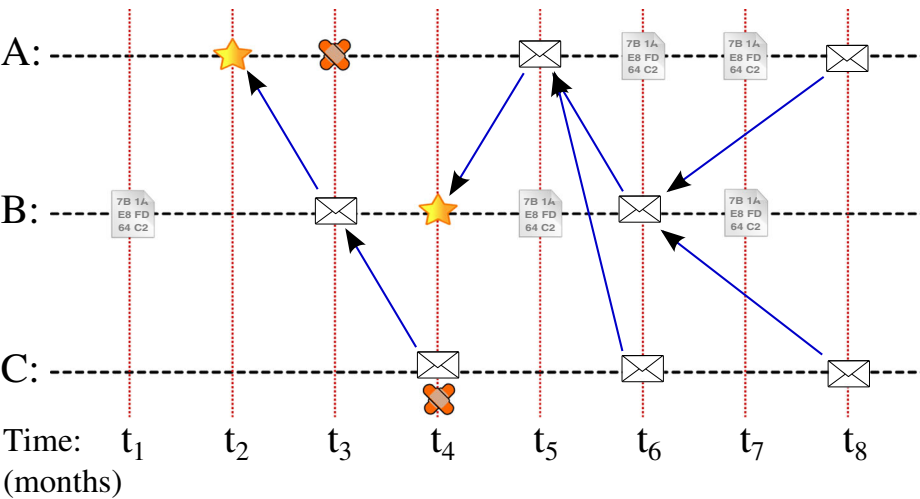 A:
7B 1A
E8 FD
64 C2
7B 1A
E8 FD
64 C2
B:
7B 1A
E8 FD
64 C2
7B 1A
E8 FD
64 C2
7B 1A
E8 FD
64 C2
C:
Time: t1 t2 t3 t4 t5 t6 t7 t8
(months)